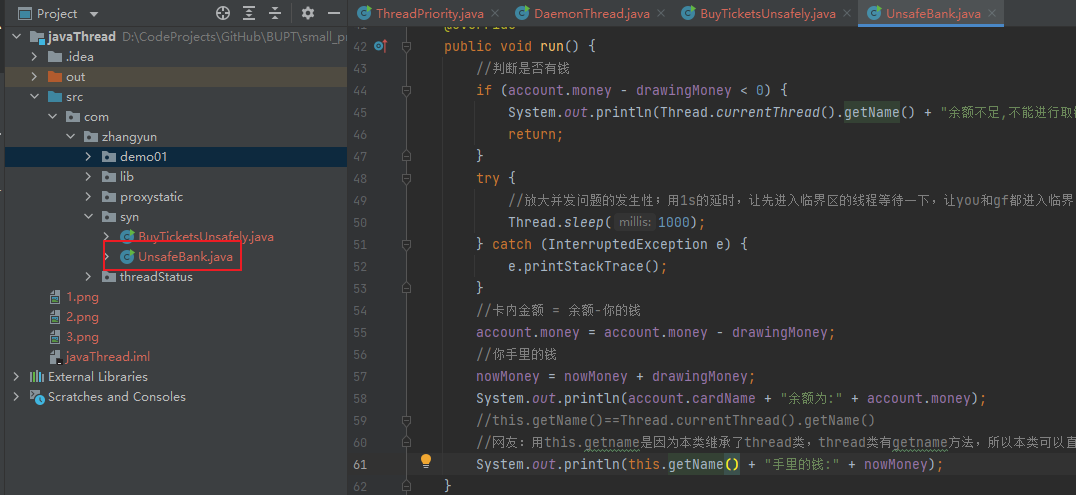 Project
ThreadPriority.java
DaemonThread.java
BuyTicketsUnsafely.java
UnsafeBank.java
javaThread D:\CodeProjects\GitHub\BUPT\small_pr
.idea
out
src
com
zhangyun
demo01
lib
proxystatic
syn
BuyTicketsUnsafely.java
UnsafeBank.java
threadStatus
1.png
2.png
3.png
javaThread.iml
External Libraries
Scratches and Consoles
42 public void run() {
43 //判断是否有钱
44 if (account.money - drawingMoney < 0) {
45 System.out.println(Thread.currentThread().getName() + "余额不足,不能进行取
46 return;
47 }
48 try {
49 //放大并发问题的发生性；用1s的延时，让先进入临界区的线程等待一下，让you和gf都进入临界
50 Thread.sleep( millis: 1000);
51 } catch (InterruptedException e) {
52 e.printStackTrace();
53 }
54 //卡内金额 = 余额-你的钱
55 account.money = account.money - drawingMoney;
56 //你手里的钱
57 nowMoney = nowMoney + drawingMoney;
58 System.out.println(account.cardName + "余额为:" + account.money);
59 //this.getName()==Thread.currentThread().getName()
60 //网友：用this.getname是因为本类继承了thread类，thread类有getname方法，所以本类可以直
61 System.out.println(this.getName() + "手里的钱:" + nowMoney);
62 }